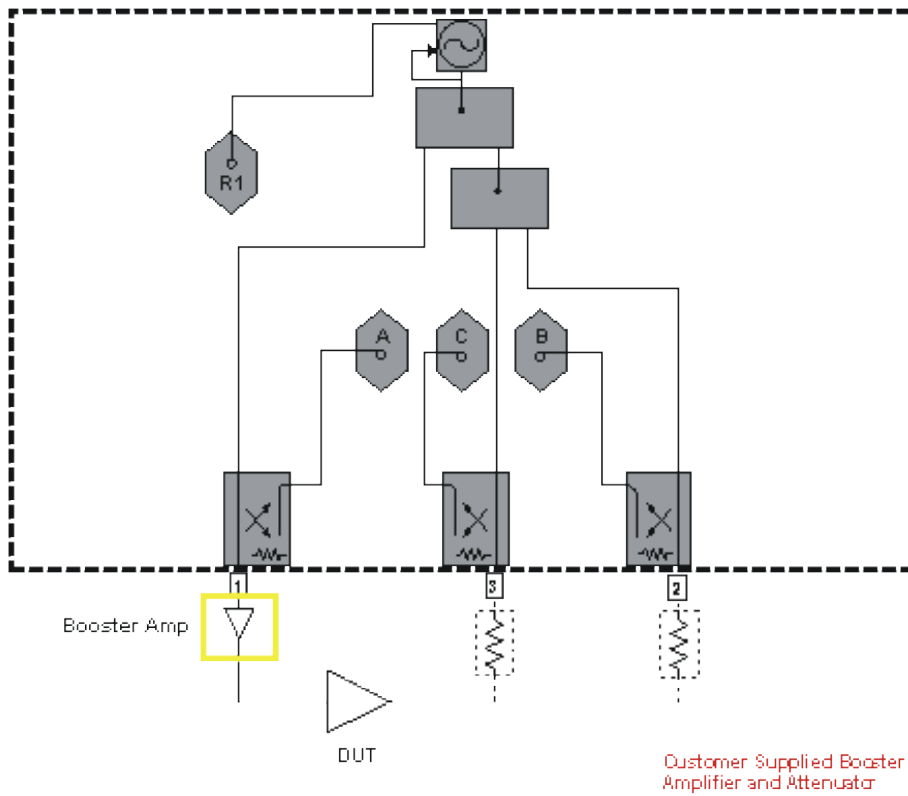 R1
A
C
B
1
3
2
Booster Amp
DUT
Customer Supplied Booster
Amplifier and Attenuator